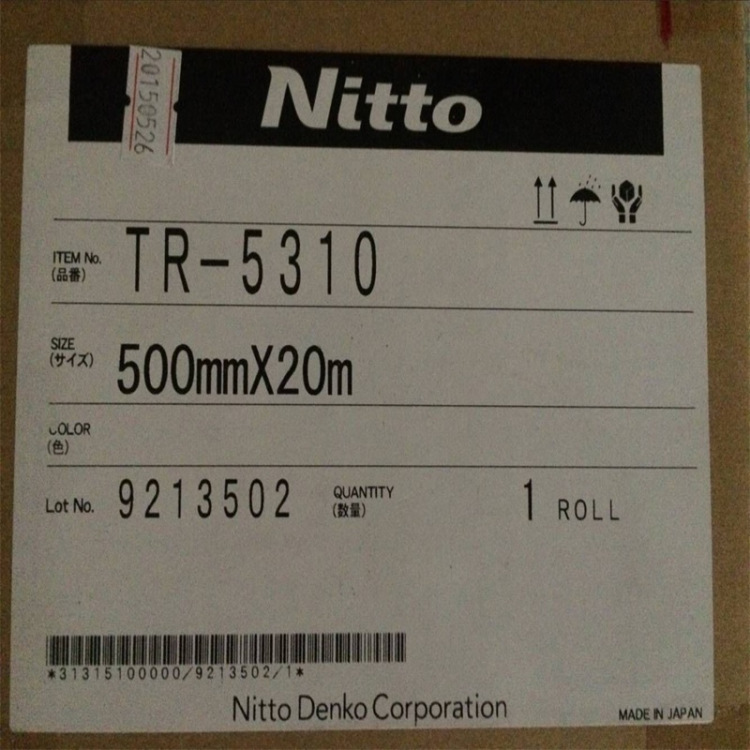 20150526
Nitto
ITEM No. TR-5310
(品番)
SIZE
(サイズ) 500mmX20m
COLOR
(色)
Lot No. 9213502 QUANTITY 1 ROLL
(数量)
*31315100000/9213502/1*
Nitto Denko Corporation
MADE IN JAPAN